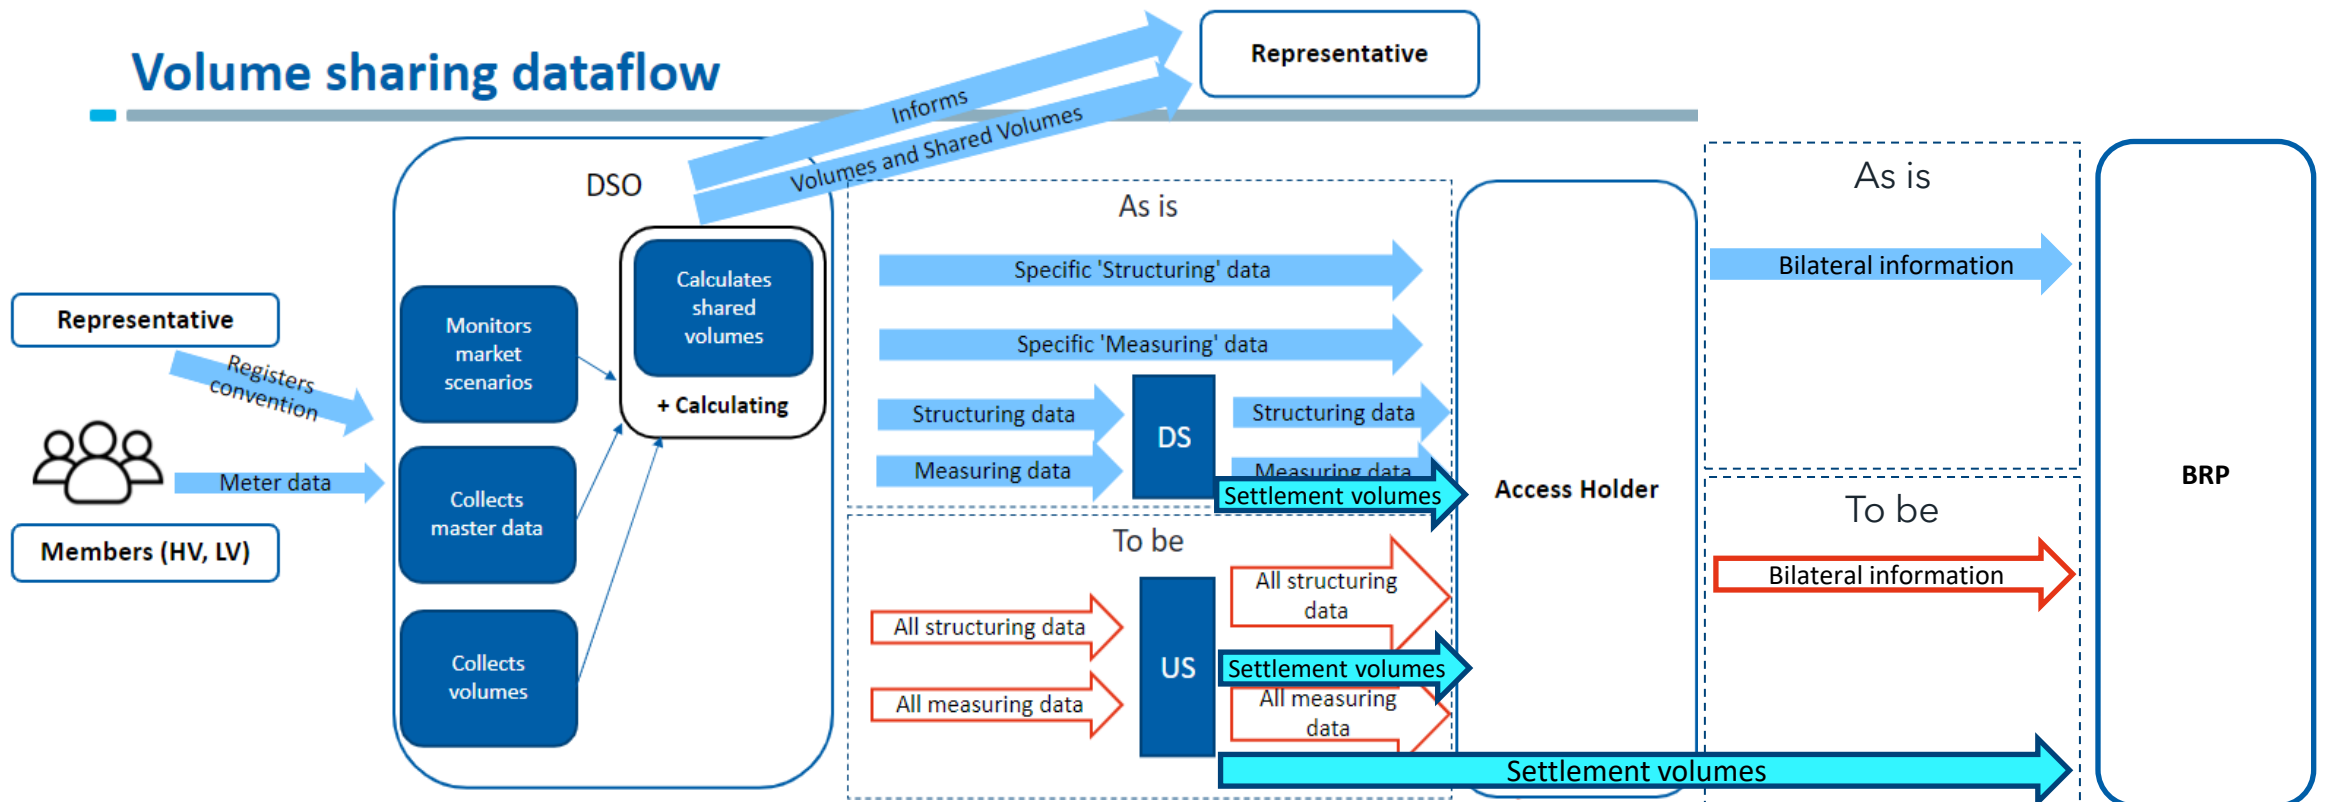 Volume sharing dataflow
Representative
Informs
Volumes and Shared Volumes
DSO
Representative
Registers
convention
Meter data
Members (HV, LV)
Monitors
market
scenarios
Collects
master data
Collects
volumes
Calculates
shared
volumes
+ Calculating
As is
Specific 'Structuring' data
Specific 'Measuring' data
Structuring data
Measuring data
DS
Structuring data
Measuring data
Settlement volumes
To be
All structuring data
All measuring data
US
All structuring
data
Settlement volumes
All measuring
data
Settlement volumes
Access Holder
As is
Bilateral information
To be
Bilateral information
BRP